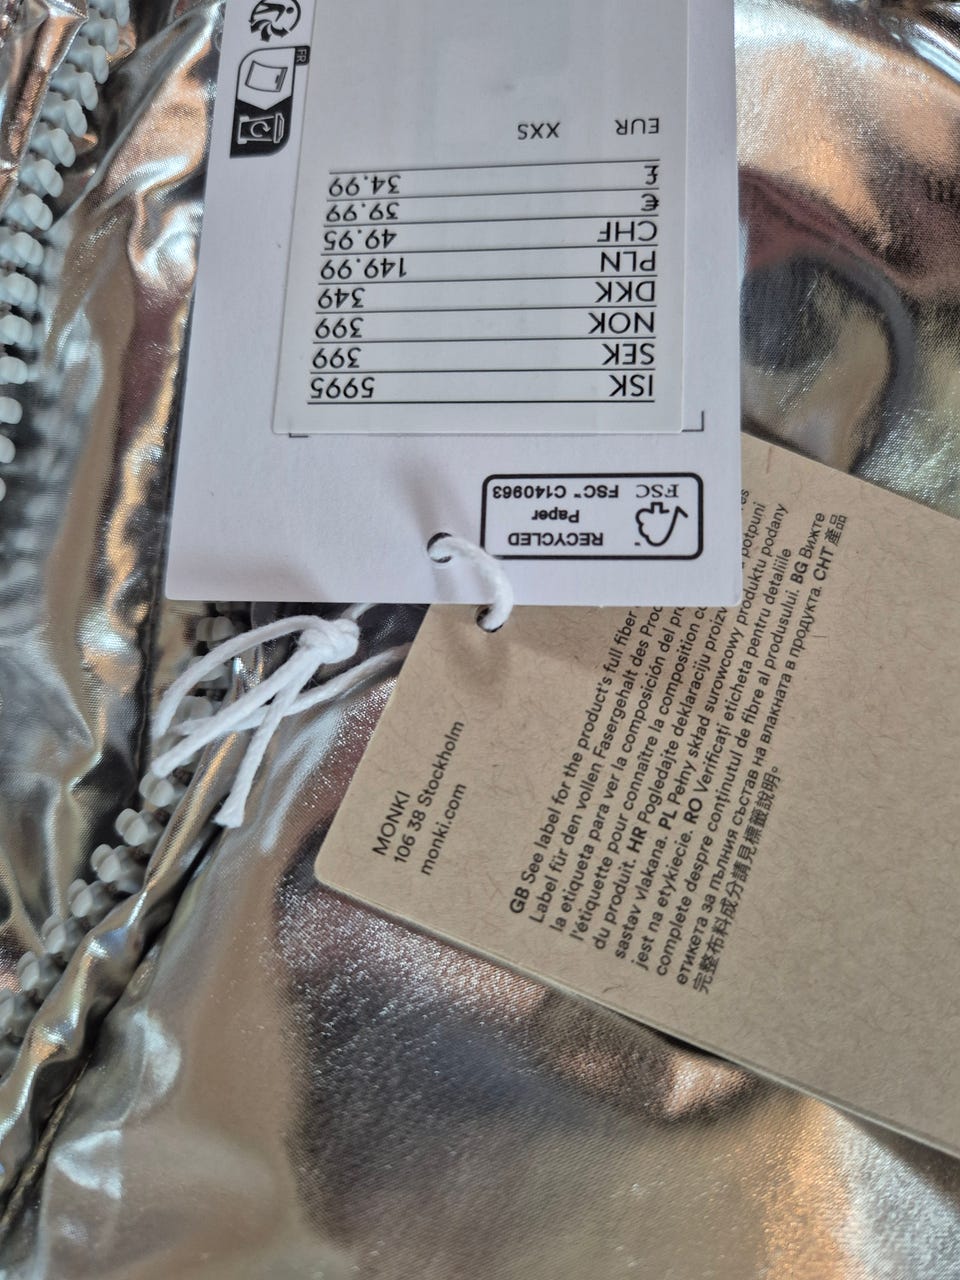 RECYCLED
Paper
FSC FSC™ C140963
ISK 5995
SEK 399
NOK 399
DKK 349
PLN 149.99
CHF 49.95
€ 39.99
£ 34.99
EUR XXS
FR
MONKI
106 38 Stockholm
monki.com
GB See label for the product's full fiber
Label für den vollen Fasergehalt des
la etiqueta para ver la composición del
l'étiquette pour connaître la composition
du produit. HR Pogledajte deklaraciju potpuni
sastav vlakana. PL Pełny skład surowcowy produktu podany
jest na etykiecie. RO Verificați eticheta pentru detaliile
complete despre conținutul de fibre al produsului. BG Вижте
етикета за пълния състав на влакната в продукта. CHT 產品
完整布料成分請見標籤說明。